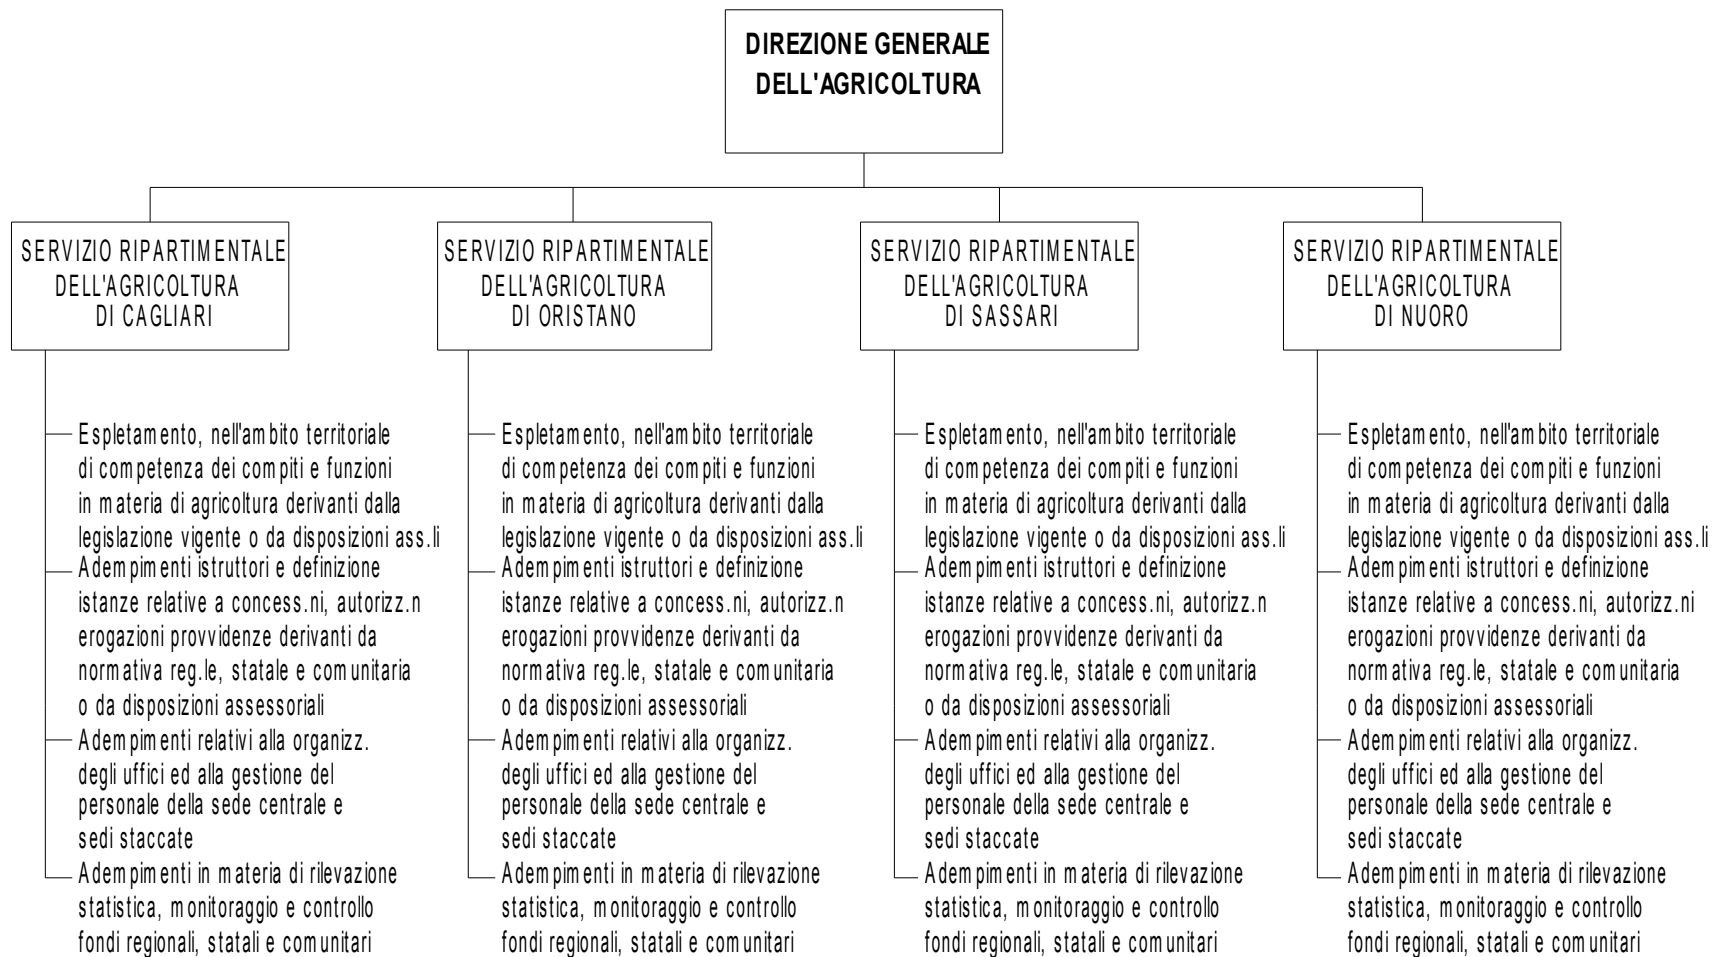 DIREZIONE GENERALE
DELL'AGRICOLTURA
SERVIZIO RIPARTIMENTALE
DELL'AGRICOLTURA
DI CAGLIARI
Espletamento, nell'ambito territoriale
di competenza dei compiti e funzioni
in materia di agricoltura derivanti dalla
legislazione vigente o da disposizioni ass.li
Adempimenti istruttori e definizione
istanze relative a concess.ni, autorizz.n
erogazioni provvidenze derivanti da
normativa reg.le, statale e comunitaria
o da disposizioni assessoriali
Adempimenti relativi alla organizz.
degli uffici ed alla gestione del
personale della sede centrale e
sedi staccate
Adempimenti in materia di rilevazione
statistica, monitoraggio e controllo
fondi regionali, statali e comunitari
SERVIZIO RIPARTIMENTALE
DELL'AGRICOLTURA
DI ORISTANO
Espletamento, nell'ambito territoriale
di competenza dei compiti e funzioni
in materia di agricoltura derivanti dalla
legislazione vigente o da disposizioni ass.li
Adempimenti istruttori e definizione
istanze relative a concess.ni, autorizz.n
erogazioni provvidenze derivanti da
normativa reg.le, statale e comunitaria
o da disposizioni assessoriali
Adempimenti relativi alla organizz.
degli uffici ed alla gestione del
personale della sede centrale e
sedi staccate
Adempimenti in materia di rilevazione
statistica, monitoraggio e controllo
fondi regionali, statali e comunitari
SERVIZIO RIPARTIMENTALE
DELL'AGRICOLTURA
DI SASSARI
Espletamento, nell'ambito territoriale
di competenza dei compiti e funzioni
in materia di agricoltura derivanti dalla
legislazione vigente o da disposizioni ass.li
Adempimenti istruttori e definizione
istanze relative a concess.ni, autorizz.n
erogazioni provvidenze derivanti da
normativa reg.le, statale e comunitaria
o da disposizioni assessoriali
Adempimenti relativi alla organizz.
degli uffici ed alla gestione del
personale della sede centrale e
sedi staccate
Adempimenti in materia di rilevazione
statistica, monitoraggio e controllo
fondi regionali, statali e comunitari
SERVIZIO RIPARTIMENTALE
DELL'AGRICOLTURA
DI NUORO
Espletamento, nell'ambito territoriale
di competenza dei compiti e funzioni
in materia di agricoltura derivanti dalla
legislazione vigente o da disposizioni ass.li
Adempimenti istruttori e definizione
istanze relative a concess.ni, autorizz.ni
erogazioni provvidenze derivanti da
normativa reg.le, statale e comunitaria
o da disposizioni assessoriali
Adempimenti relativi alla organizz.
degli uffici ed alla gestione del
personale della sede centrale e
sedi staccate
Adempimenti in materia di rilevazione
statistica, monitoraggio e controllo
fondi regionali, statali e comunitari